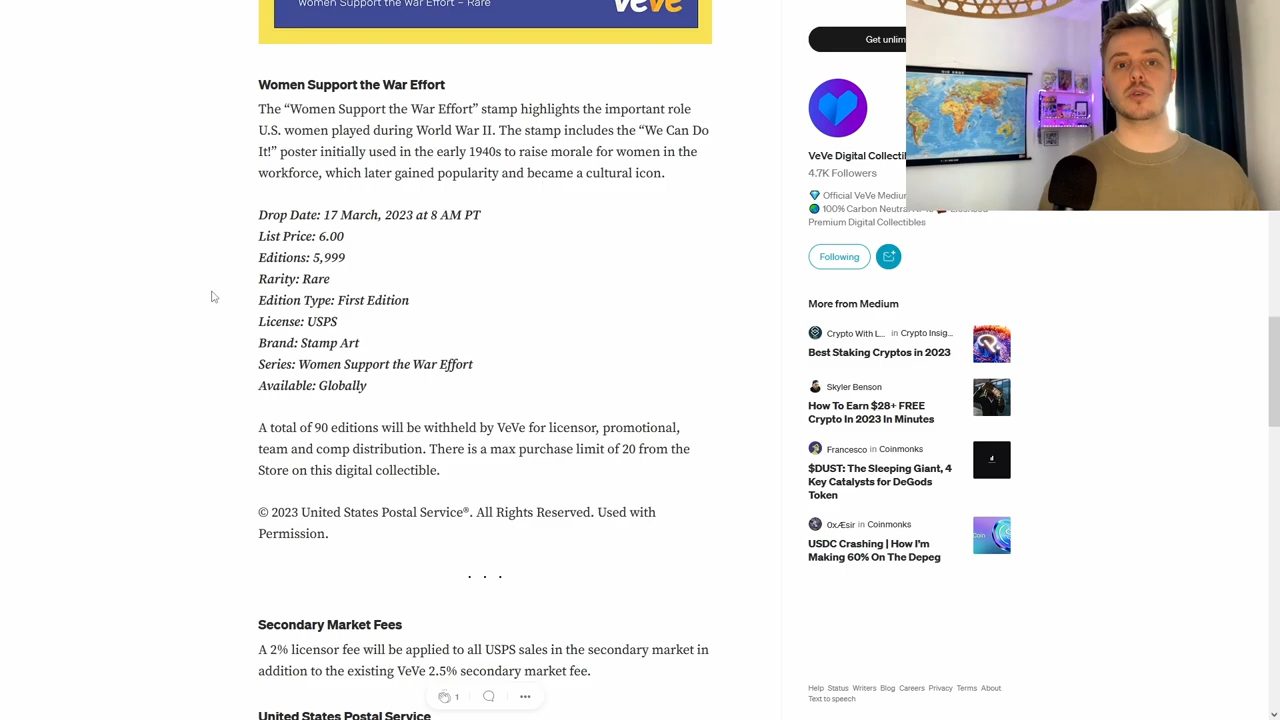 Women Support the War Effort – Rare
veve
Women Support the War Effort
The “Women Support the War Effort” stamp highlights the important role
U.S. women played during World War II. The stamp includes the “We Can Do
It!” poster initially used in the early 1940s to raise morale for women in the
workforce, which later gained popularity and became a cultural icon.
Drop Date: 17 March, 2023 at 8 AM PT
List Price: 6.00
Editions: 5,999
Rarity: Rare
Edition Type: First Edition
License: USPS
Brand: Stamp Art
Series: Women Support the War Effort
Available: Globally
A total of 90 editions will be withheld by VeVe for licensor, promotional,
team and comp distribution. There is a max purchase limit of 20 from the
Store on this digital collectible.
© 2023 United States Postal Service®. All Rights Reserved. Used with
Permission.
. . .
Secondary Market Fees
A 2% licensor fee will be applied to all USPS sales in the secondary market in
addition to the existing VeVe 2.5% secondary market fee.
1
United States Postal Service
Get unlim
VeVe Digital Collecti
4.7K Followers
Official VeVe Mediu
100% Carbon Neutral
Premium Digital Collectibles
Following
More from Medium
Crypto With L... in Crypto Insig...
Best Staking Cryptos in 2023
Skyler Benson
How To Earn $28+ FREE
Crypto In 2023 In Minutes
Francesco in Coinmonks
$DUST: The Sleeping Giant, 4
Key Catalysts for DeGods
Token
0xÆsir in Coinmonks
USDC Crashing | How I'm
Making 60% On The Depeg
Coin
Help Status Writers Blog Careers Privacy Terms About
Text to speech